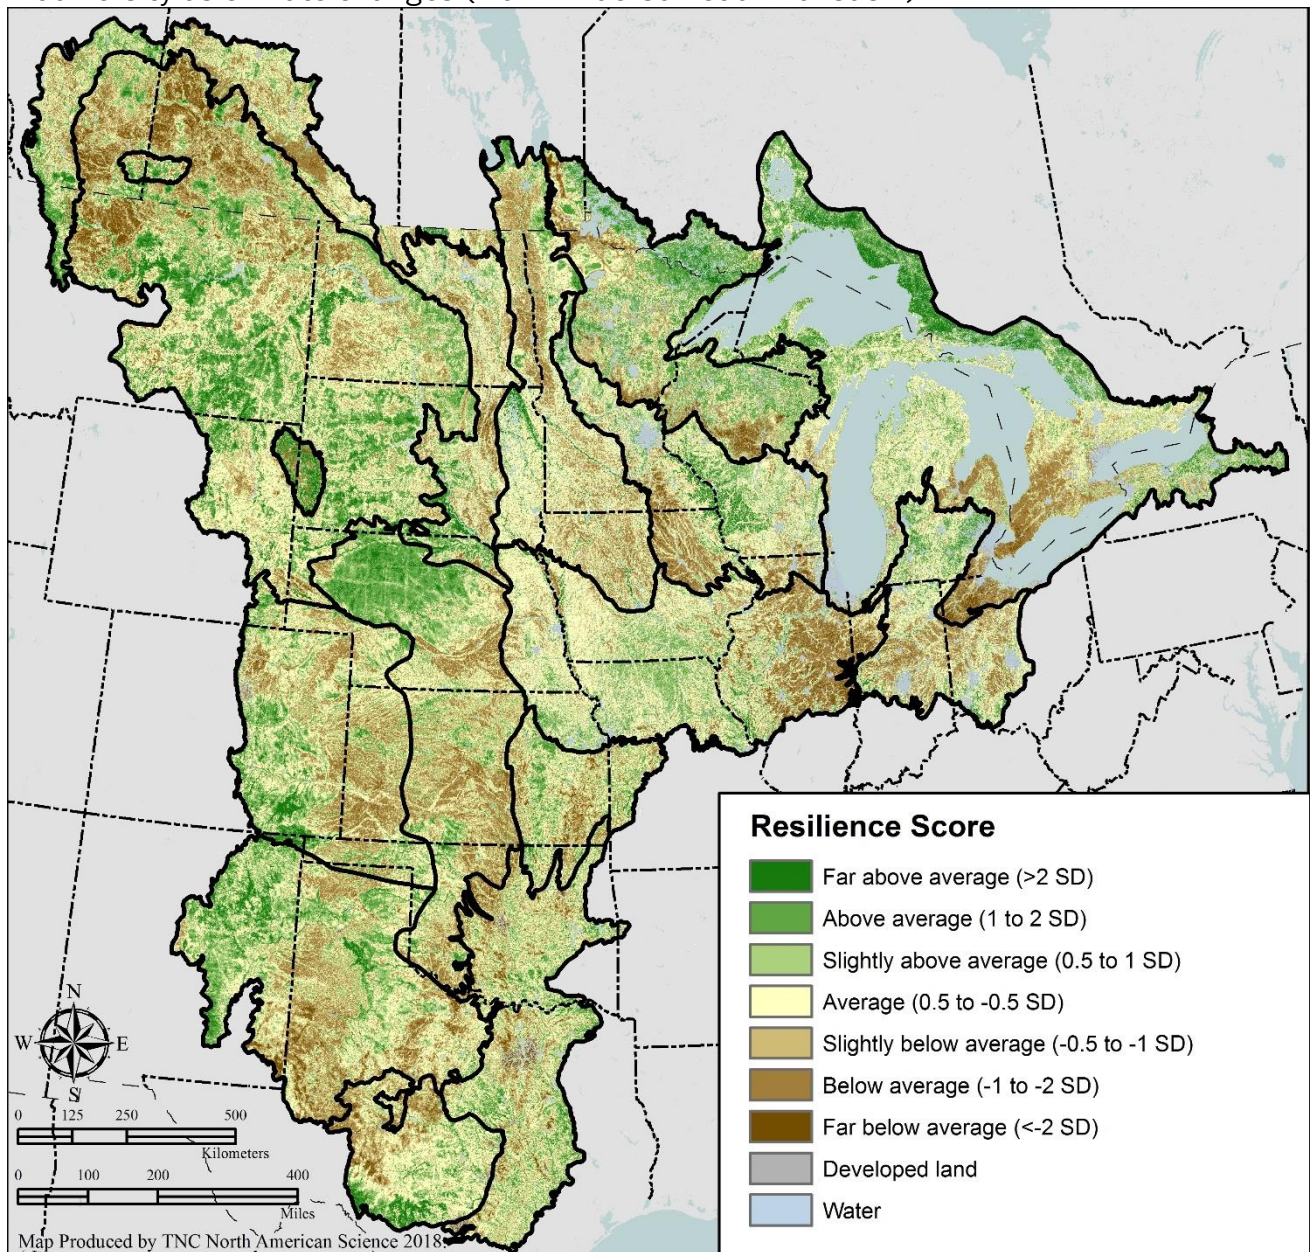 Resilience Score
Far above average (>2 SD)
Above average (1 to 2 SD)
Slightly above average (0.5 to 1 SD)
Average (0.5 to -0.5 SD)
Slightly below average (-0.5 to -1 SD)
Below average (-1 to -2 SD)
Far below average (<-2 SD)
Developed land
Water
N
W E
S
0 125 250 500
Kilometers
0 100 200 400
Miles
Map Produced by TNC North American Science 2018.